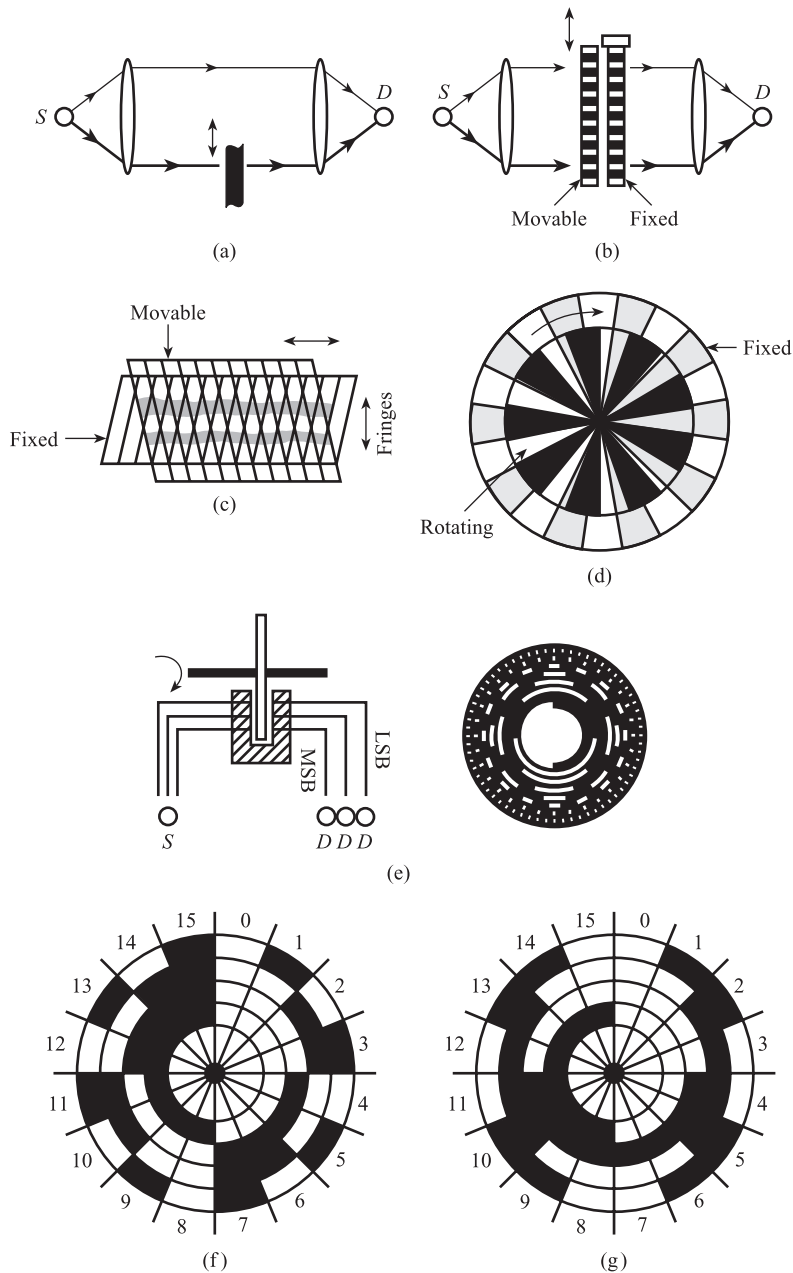 S
D
(a)
S
D
Movable
Fixed
(b)
Movable
Fixed
Fringes
(c)
Fixed
Rotating
(d)
S
MSB
LSB
D D D
(e)
0
1
2
3
4
5
6
7
8
9
10
11
12
13
14
15
(f)
0
1
2
3
4
5
6
7
8
9
10
11
12
13
14
15
(g)